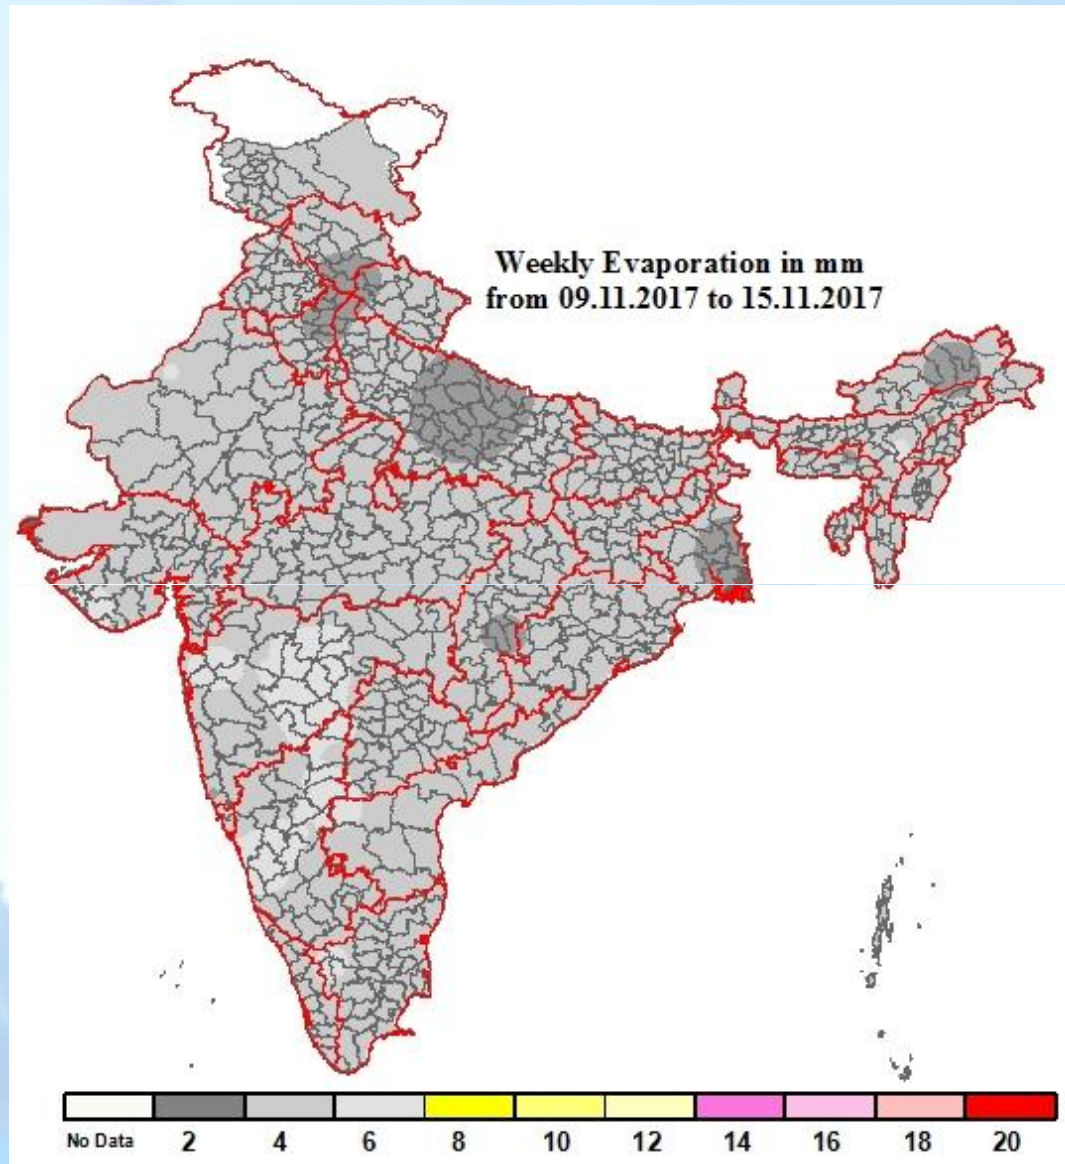 Weekly Evaporation in mm
from 09.11.2017 to 15.11.2017
No Data 2 4 6 8 10 12 14 16 18 20